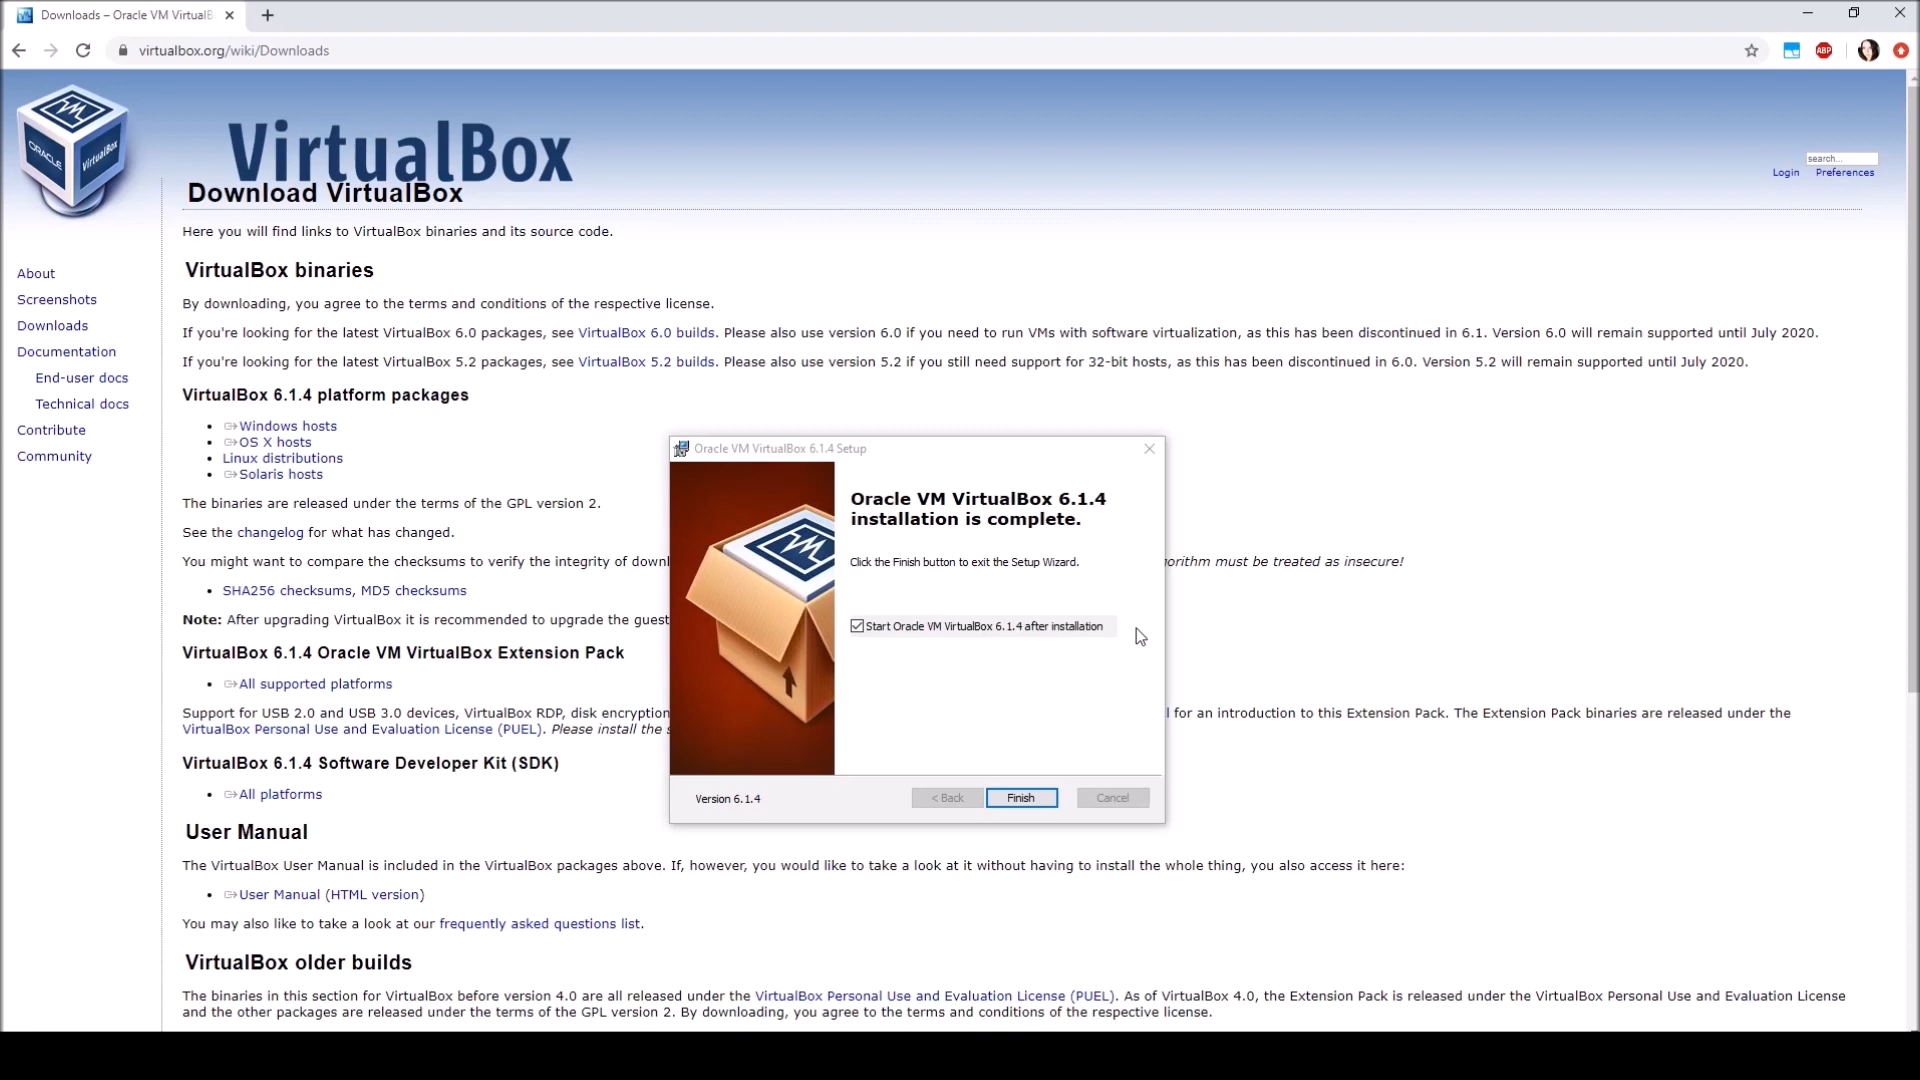 Downloads – Oracle VM VirtualB
virtualbox.org/wiki/Downloads
ABP
ORACLE
VirtualBox
VirtualBox
Download VirtualBox
search...
Login Preferences
Here you will find links to VirtualBox binaries and its source code.
About
Screenshots
Downloads
Documentation
End-user docs
Technical docs
Contribute
Community
VirtualBox binaries
By downloading, you agree to the terms and conditions of the respective license.
If you're looking for the latest VirtualBox 6.0 packages, see VirtualBox 6.0 builds. Please also use version 6.0 if you need to run VMs with software virtualization, as this has been discontinued in 6.1. Version 6.0 will remain supported until July 2020.
If you're looking for the latest VirtualBox 5.2 packages, see VirtualBox 5.2 builds. Please also use version 5.2 if you still need support for 32-bit hosts, as this has been discontinued in 6.0. Version 5.2 will remain supported until July 2020.
VirtualBox 6.1.4 platform packages
Windows hosts
OS X hosts
Linux distributions
Solaris hosts
The binaries are released under the terms of the GPL version 2.
See the changelog for what has changed.
You might want to compare the checksums to verify the integrity of downl
orithm must be treated as insecure!
SHA256 checksums, MD5 checksums
Note: After upgrading VirtualBox it is recommended to upgrade the guest
VirtualBox 6.1.4 Oracle VM VirtualBox Extension Pack
All supported platforms
Support for USB 2.0 and USB 3.0 devices, VirtualBox RDP, disk encryption
l for an introduction to this Extension Pack. The Extension Pack binaries are released under the
VirtualBox Personal Use and Evaluation License (PUEL). Please install the s
VirtualBox 6.1.4 Software Developer Kit (SDK)
All platforms
User Manual
The VirtualBox User Manual is included in the VirtualBox packages above. If, however, you would like to take a look at it without having to install the whole thing, you also access it here:
User Manual (HTML version)
You may also like to take a look at our frequently asked questions list.
VirtualBox older builds
The binaries in this section for VirtualBox before version 4.0 are all released under the VirtualBox Personal Use and Evaluation License (PUEL). As of VirtualBox 4.0, the Extension Pack is released under the VirtualBox Personal Use and Evaluation License
and the other packages are released under the terms of the GPL version 2. By downloading, you agree to the terms and conditions of the respective license.
Oracle VM VirtualBox 6.1.4 Setup
Oracle VM VirtualBox 6.1.4
installation is complete.
Click the Finish button to exit the Setup Wizard.
Start Oracle VM VirtualBox 6.1.4 after installation
Version 6.1.4
< Back
Finish
Cancel